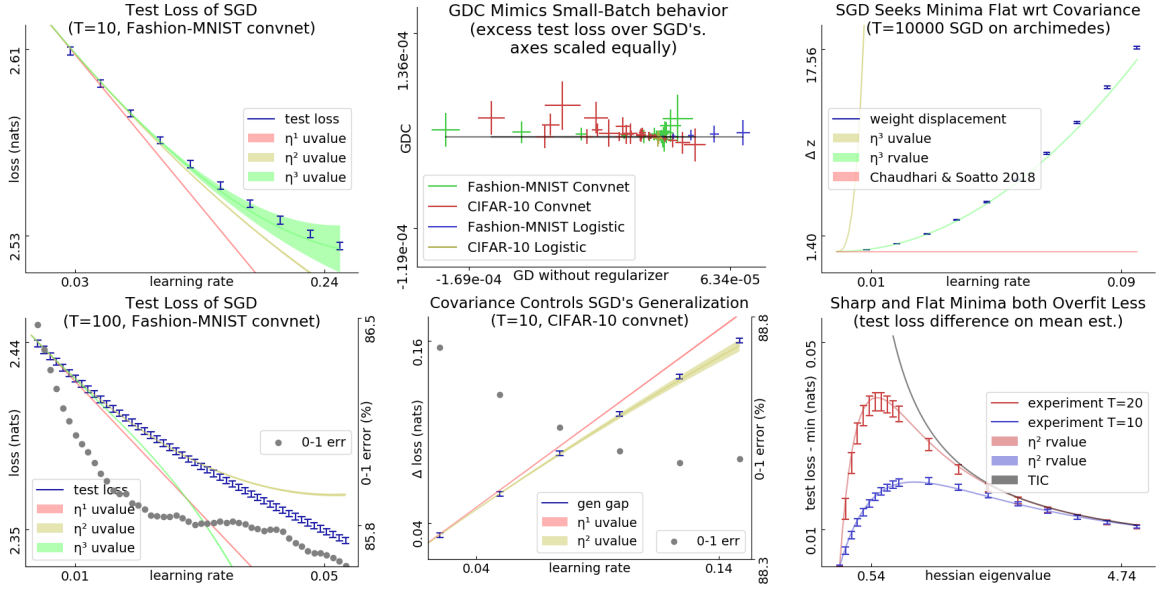 Test Loss of SGD
(T=10, Fashion-MNIST convnet)
2.61
loss (nats)
2.53
test loss
η¹ uvalue
η² uvalue
η³ uvalue
0.03
learning rate
0.24
GDC Mimics Small-Batch behavior
(excess test loss over SGD's.
axes scaled equally)
1.36e-04
GDC
-1.19e-04
Fashion-MNIST Convnet
CIFAR-10 Convnet
Fashion-MNIST Logistic
CIFAR-10 Logistic
-1.69e-04
GD without regularizer
6.34e-05
SGD Seeks Minima Flat wrt Covariance
(T=10000 SGD on archimedes)
17.56
Δ z
1.40
weight displacement
η³ uvalue
η³ rvalue
Chaudhari & Soatto 2018
0.01
learning rate
0.09
Test Loss of SGD
(T=100, Fashion-MNIST convnet)
2.44
loss (nats)
2.35
86.5
0-1 error (%)
85.8
0-1 err
test loss
η¹ uvalue
η² uvalue
η³ uvalue
0.01
learning rate
0.05
Covariance Controls SGD's Generalization
(T=10, CIFAR-10 convnet)
0.16
Δ loss (nats)
0.04
88.8
0-1 error (%)
88.3
gen gap
η¹ uvalue
η² uvalue
0-1 err
0.04
learning rate
0.14
Sharp and Flat Minima both Overfit Less
(test loss difference on mean est.)
0.05
test loss - min (nats)
0.01
experiment T=20
experiment T=10
η² rvalue
η² rvalue
TIC
0.54
hessian eigenvalue
4.74